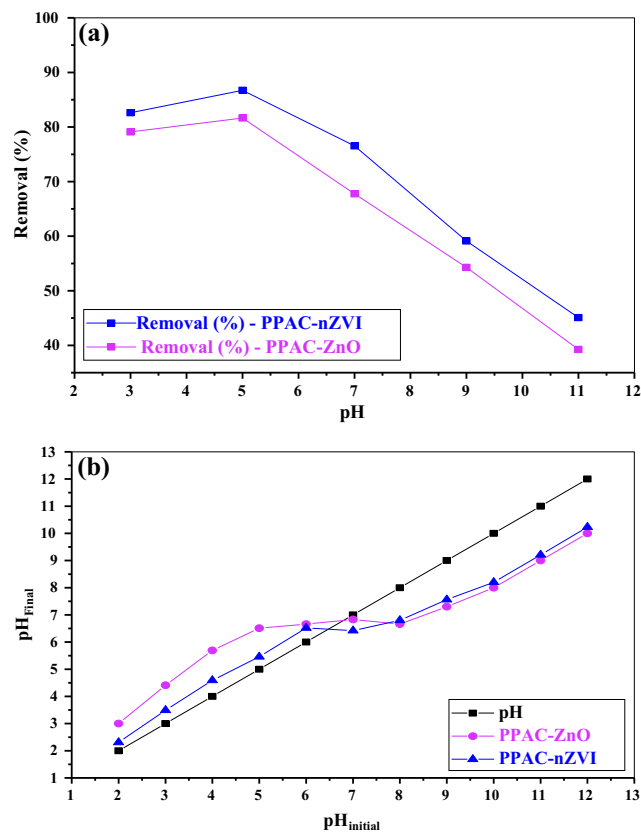 (a)
100
90
80
70
60
50
40
Removal (%)
Removal (%) - PPAC-nZVI
Removal (%) - PPAC-ZnO
2 3 4 5 6 7 8 9 10 11 12
pH
(b)
13
12
11
10
9
8
7
6
5
4
3
2
1
pHFinal
pH
PPAC-ZnO
PPAC-nZVI
1 2 3 4 5 6 7 8 9 10 11 12 13
pHinitial